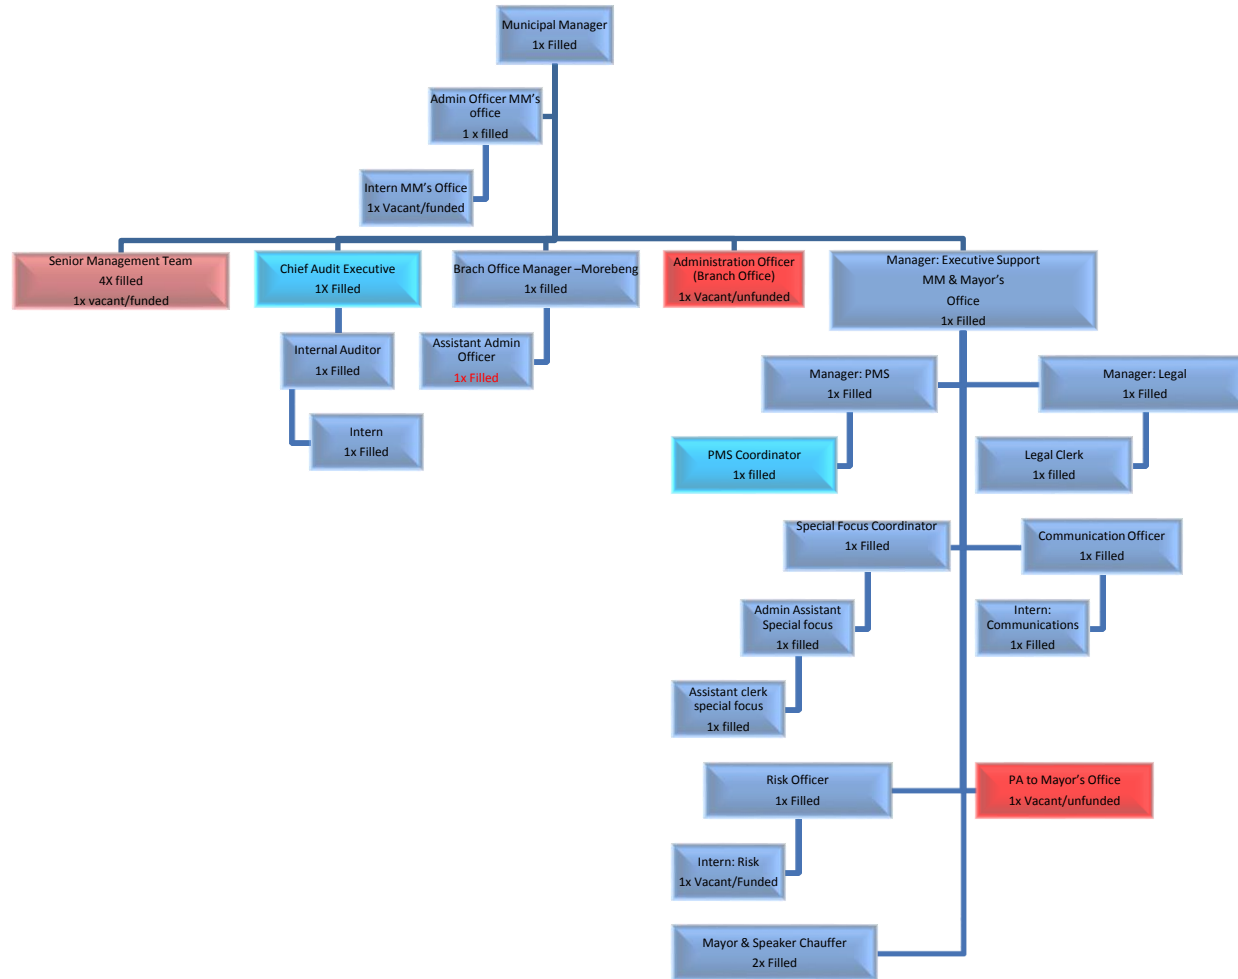 Municipal Manager
1x Filled
Admin Officer MM's
office
1 x filled
Intern MM's Office
1x Vacant/funded
Senior Management Team
4X filled
1x vacant/funded
Chief Audit Executive
1X Filled
Brach Office Manager –Morebeng
1x filled
Administration Officer
(Branch Office)
1x Vacant/unfunded
Manager: Executive Support
MM & Mayor's
Office
1x Filled
Internal Auditor
1x Filled
Intern
1x Filled
Assistant Admin
Officer
1x Filled
Manager: PMS
1x Filled
Manager: Legal
1x Filled
PMS Coordinator
1x filled
Legal Clerk
1x filled
Special Focus Coordinator
1x Filled
Communication Officer
1x Filled
Admin Assistant
Special focus
1x filled
Intern:
Communications
1x Filled
Assistant clerk
special focus
1x filled
Risk Officer
1x Filled
PA to Mayor's Office
1x Vacant/unfunded
Intern: Risk
1x Vacant/Funded
Mayor & Speaker Chauffer
2x Filled